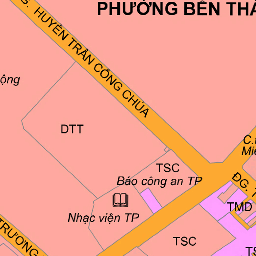 PHƯỜNG BẾN THÀ
G. HUYỀN TRÂN CÔNG CHÚA
ộng
DTT
C.t
Miê
TSC
Báo công an TP
ĐG. T
Nhạc viện TP
TMD
TRƯƠNG
TSC
TS